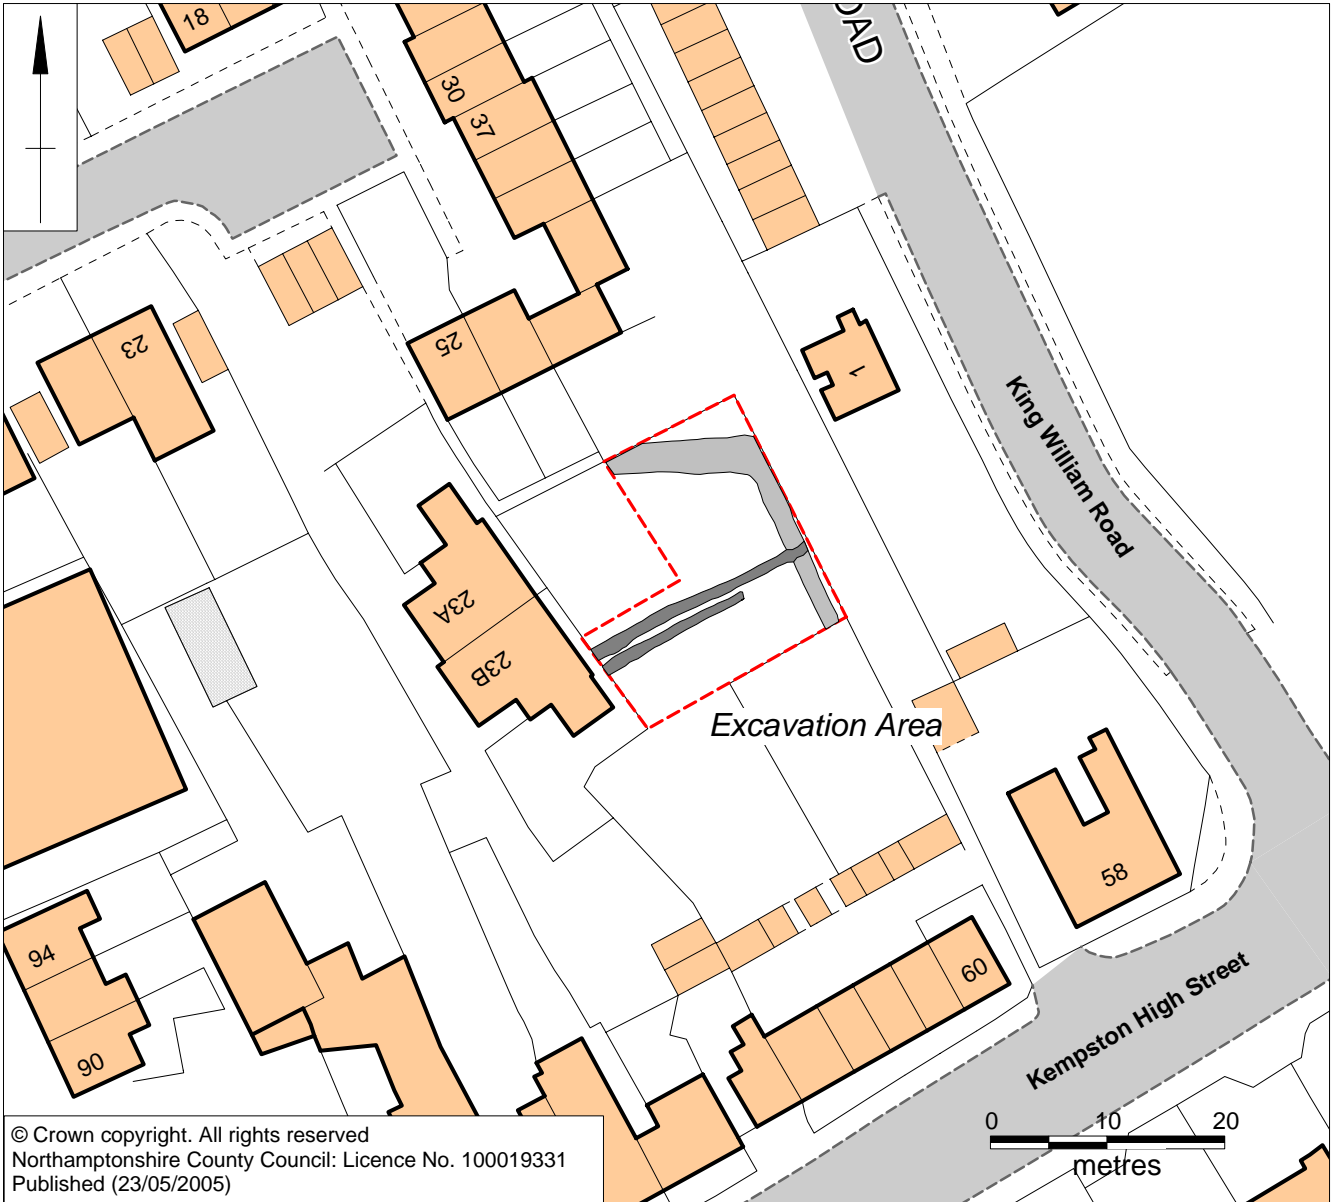 18
OAD
30
37
23
25
1
King William Road
23A
23B
Excavation Area
58
94
60
90
Kempston High Street
0 10 20
metres
© Crown copyright. All rights reserved
Northamptonshire County Council: Licence No. 100019331
Published (23/05/2005)